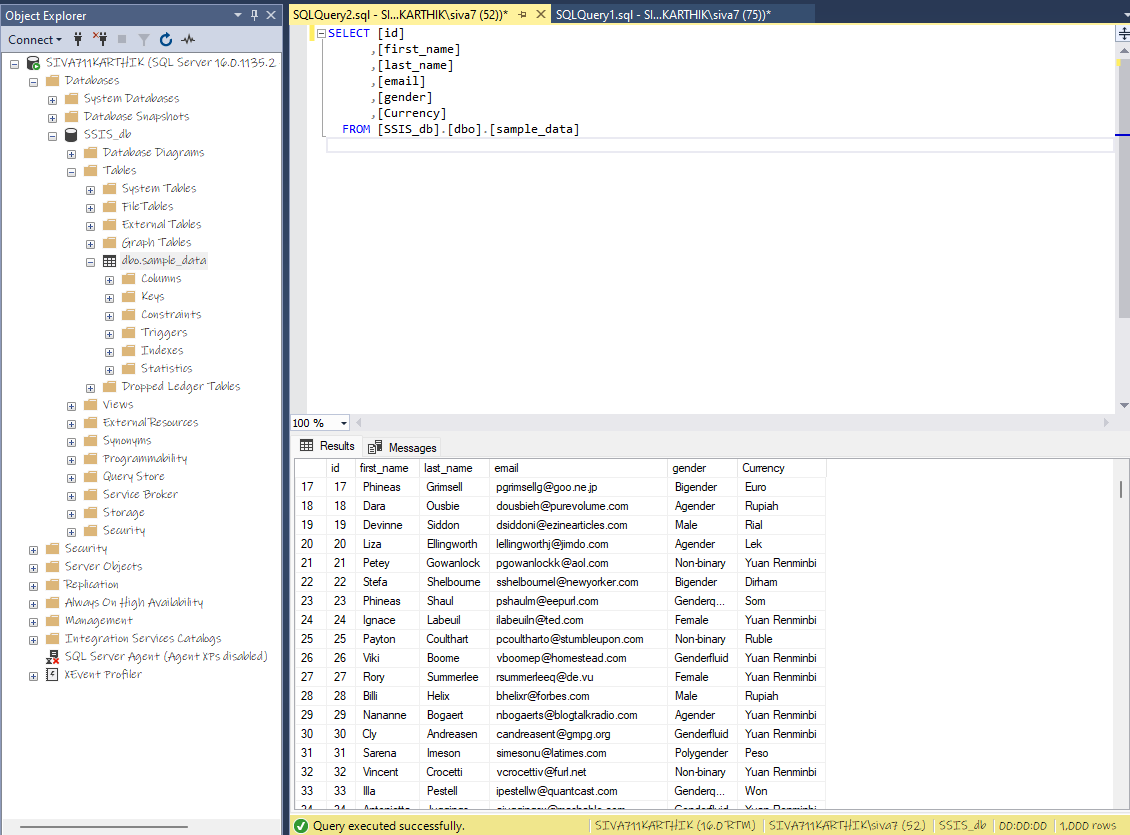 Object Explorer
Connect
SIVA711KARTHIK (SQL Server 16.0.1135.2
Databases
System Databases
Database Snapshots
SSIS_db
Database Diagrams
Tables
System Tables
FileTables
External Tables
Graph Tables
dbo.sample_data
Columns
Keys
Constraints
Triggers
Indexes
Statistics
Dropped Ledger Tables
Views
External Resources
Synonyms
Programmability
Query Store
Service Broker
Storage
Security
Security
Server Objects
Replication
Always On High Availability
Management
Integration Services Catalogs
SQL Server Agent (Agent XPs disabled)
XEvent Profiler
SQLQuery2.sql - SI...KARTHIK\siva7 (52))* SQLQuery1.sql - SI...KARTHIK\siva7 (75))*
SELECT [id]
,[first_name]
,[last_name]
,[email]
,[gender]
,[Currency]
FROM [SSIS_db].[dbo].[sample_data]
100 %
Results Messages
id first_name last_name email gender Currency
17 17 Phineas Grimsell pgrimsellg@goo.ne.jp Bigender Euro
18 18 Dara Ousbie dousbieh@purevolume.com Agender Rupiah
19 19 Devinne Siddon dsiddoni@ezinearticles.com Male Rial
20 20 Liza Ellingworth lellingworthj@jimdo.com Agender Lek
21 21 Petey Gowanlock pgowanlockk@aol.com Non-binary Yuan Renminbi
22 22 Stefa Shelbourne sshelbournel@newyorker.com Bigender Dirham
23 23 Phineas Shaul pshaulm@eepurl.com Genderq... Som
24 24 Ignace Labeuil ilabeuiln@ted.com Female Yuan Renminbi
25 25 Payton Coulthart pcoultharto@stumbleupon.com Non-binary Ruble
26 26 Viki Boome vboomep@homestead.com Genderfluid Yuan Renminbi
27 27 Rory Summerlee rsummerleeq@de.vu Female Yuan Renminbi
28 28 Billi Helix bhelixr@forbes.com Male Rupiah
29 29 Nananne Bogaert nbogaerts@blogtalkradio.com Agender Yuan Renminbi
30 30 Cly Andreasen candreasent@gmpg.org Genderfluid Yuan Renminbi
31 31 Sarena Imeson simesonu@latimes.com Polygender Peso
32 32 Vincent Crocetti vcrocettiv@furl.net Non-binary Yuan Renminbi
33 33 Illa Pestell ipestellw@quantcast.com Genderq... Won
Query executed successfully. SIVA711KARTHIK (16.0 RTM) SIVA711KARTHIK\siva7 (52) SSIS_db 00:00:00 1,000 rows